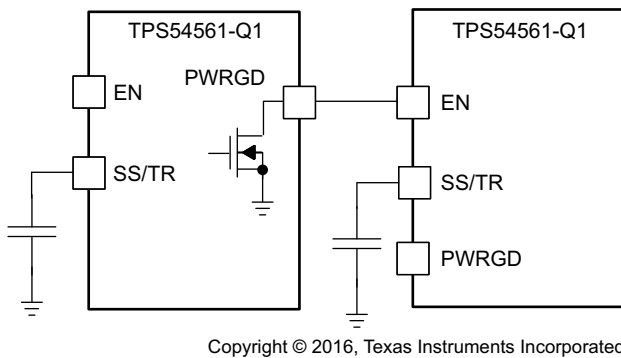 TPS54561-Q1
PWRGD
EN
SS/TR
TPS54561-Q1
EN
SS/TR
PWRGD
Copyright © 2016, Texas Instruments Incorporated